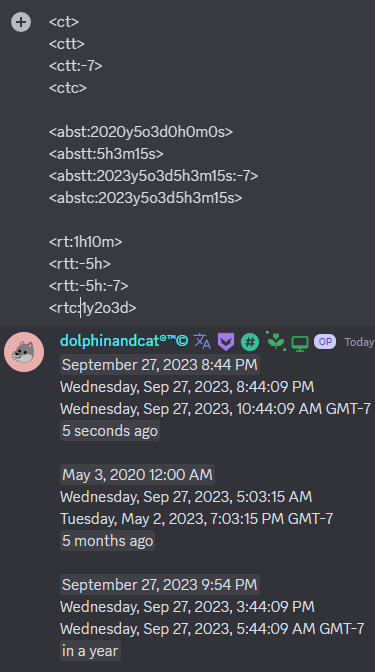 <ct>
<ctt>
<ctt:-7>
<ctc>
<abst:2020y5o3d0h0m0s>
<abstt:5h3m15s>
<abstt:2023y5o3d5h3m15s:-7>
<abstc:2023y5o3d5h3m15s>
<rt:1h10m>
<rtt:-5h>
<rtt:-5h:-7>
<rtc:1y2o3d>
dolphinandcat®™© OP Today
September 27, 2023 8:44 PM
Wednesday, Sep 27, 2023, 8:44:09 PM
Wednesday, Sep 27, 2023, 10:44:09 AM GMT-7
5 seconds ago
May 3, 2020 12:00 AM
Wednesday, Sep 27, 2023, 5:03:15 AM
Tuesday, May 2, 2023, 7:03:15 PM GMT-7
5 months ago
September 27, 2023 9:54 PM
Wednesday, Sep 27, 2023, 3:44:09 PM
Wednesday, Sep 27, 2023, 5:44:09 AM GMT-7
in a year